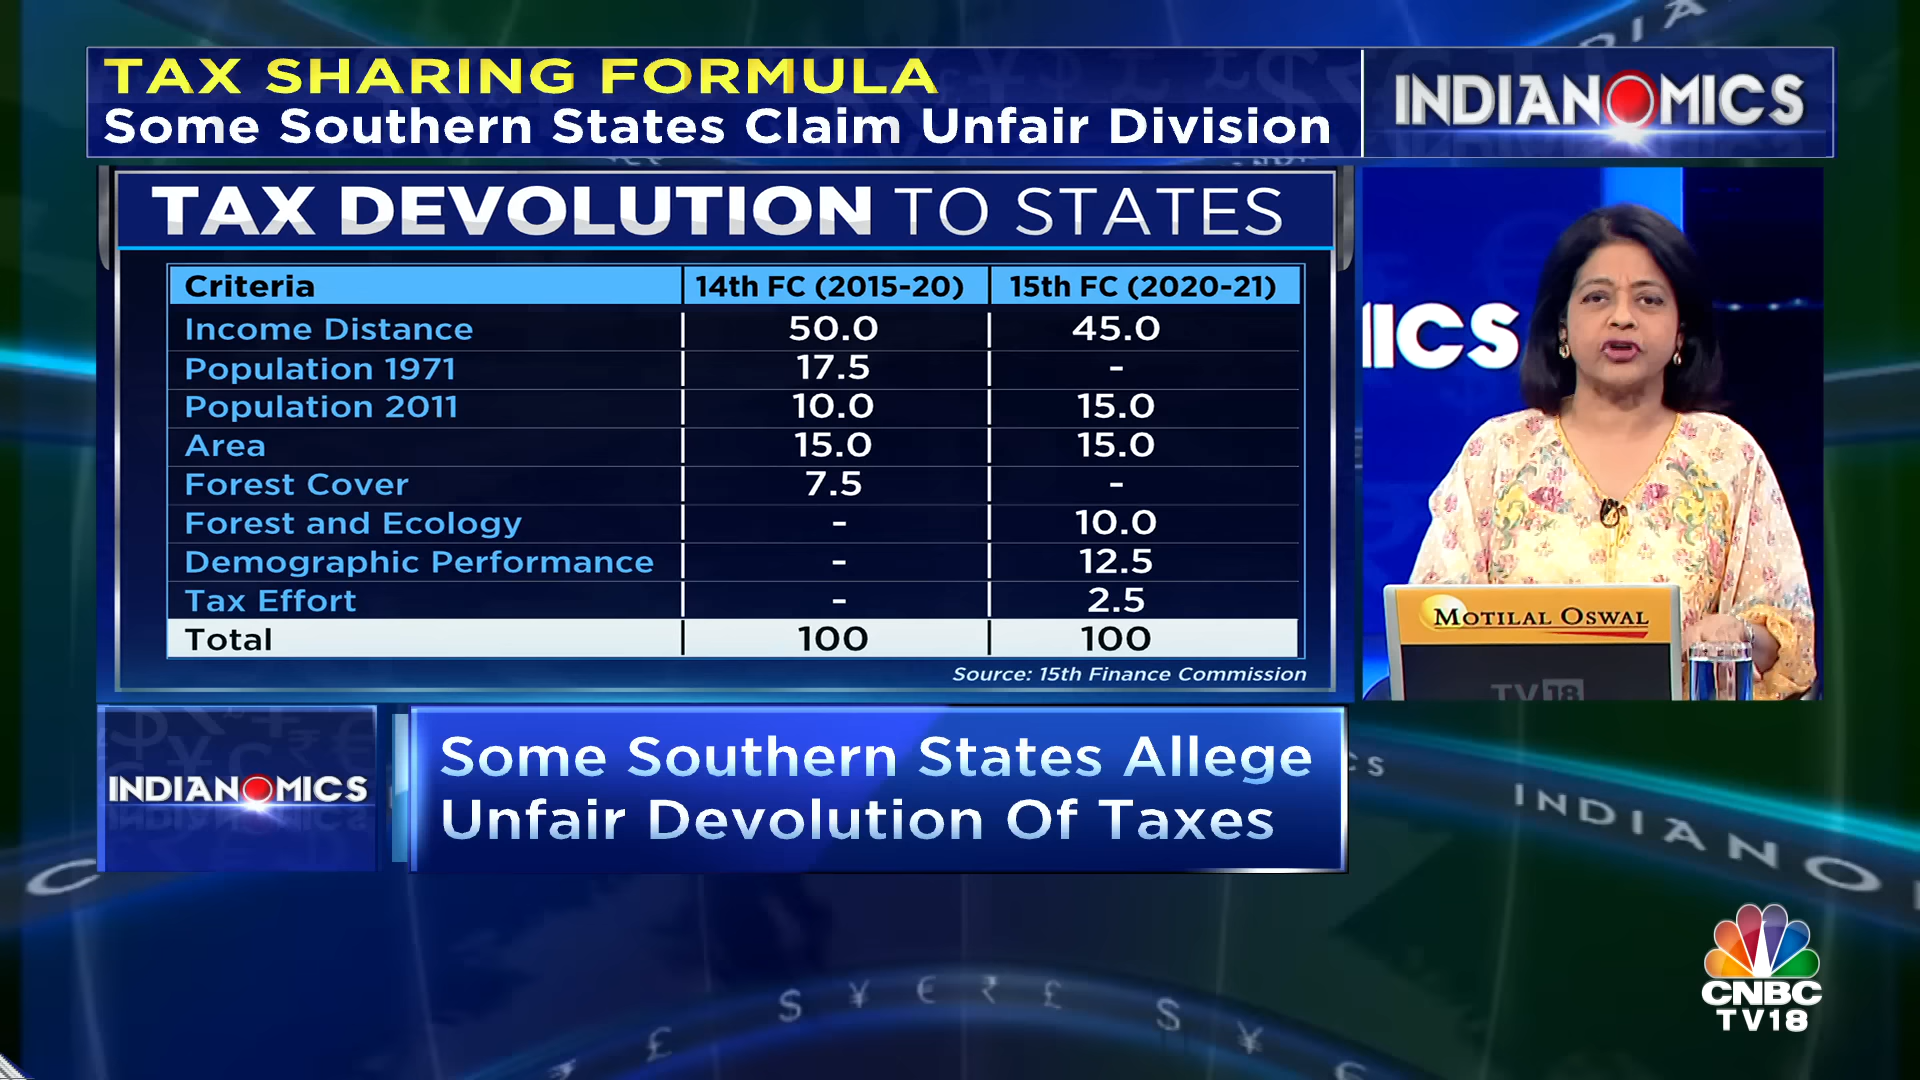 TAX SHARING FORMULA
Some Southern States Claim Unfair Division
INDIANOMICS
TAX DEVOLUTION TO STATES
Criteria 14th FC (2015-20) 15th FC (2020-21)
Income Distance 50.0 45.0
Population 1971 17.5 -
Population 2011 10.0 15.0
Area 15.0 15.0
Forest Cover 7.5 -
Forest and Ecology - 10.0
Demographic Performance - 12.5
Tax Effort - 2.5
Total 100 100
Source: 15th Finance Commission
MICS
MOTILAL OSWAL
TV18
INDIANOMICS
Some Southern States Allege
Unfair Devolution Of Taxes
CS
INDIANO
$ ¥ € ₹ £ $ ¥
£
CNBC
TV18